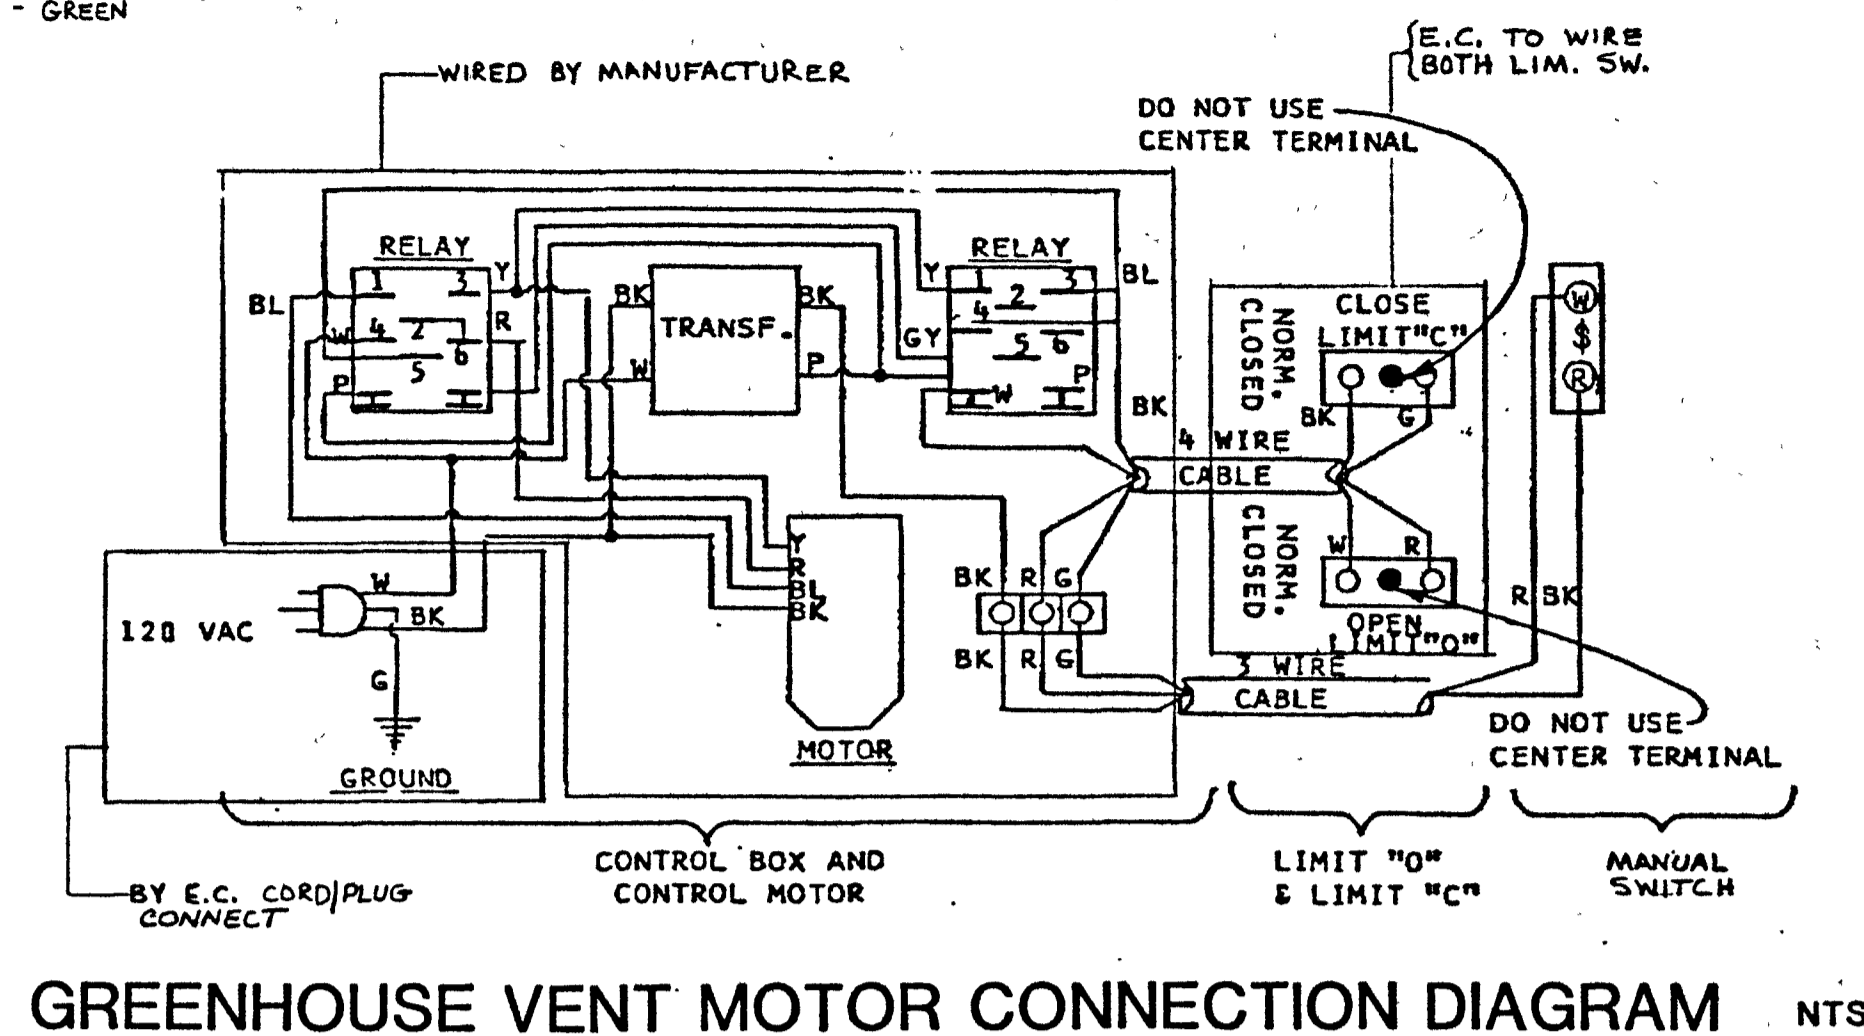 - GREEN
WIRED BY MANUFACTURER
E.C. TO WIRE
BOTH LIM. SW.
DO NOT USE
CENTER TERMINAL
RELAY
1
3
Y
BL
W
4
2
R
6
5
P
BK
TRANSF.
BK
W
P
RELAY
Y
1
3
BL
2
4
GY
5
6
P
W
BK
NORM.
CLOSED
CLOSE
LIMIT"C"
BK
G
4 WIRE
CABLE
NORM.
CLOSED
W
R
OPEN
LIMIT"O"
W
$
R
R
BK
3 WIRE
CABLE
DO NOT USE
CENTER TERMINAL
Y
R
BL
BK
MOTOR
BK
R
G
BK
R
G
120 VAC
W
BK
G
GROUND
BY E.C. CORD/PLUG
CONNECT
CONTROL BOX AND
CONTROL MOTOR
LIMIT "O"
& LIMIT "C"
MANUAL
SWITCH
GREENHOUSE VENT MOTOR CONNECTION DIAGRAM
NTS